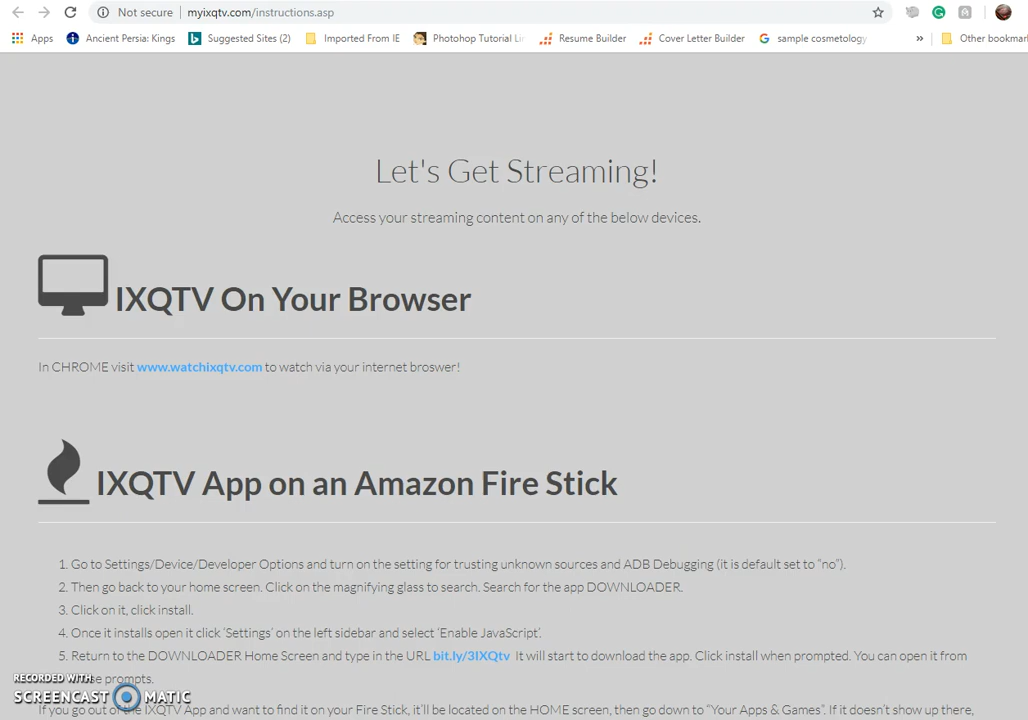 Not secure | myixqtv.com/instructions.asp
Apps Ancient Persia: Kings Suggested Sites (2) Imported From IE Photohop Tutorial Li Resume Builder Cover Letter Builder sample cosmetology » Other bookmar
Let's Get Streaming!
Access your streaming content on any of the below devices.
IXQTV On Your Browser
In CHROME visit www.watchixqtv.com to watch via your internet broswer!
IXQTV App on an Amazon Fire Stick
1. Go to Settings/Device/Developer Options and turn on the setting for trusting unknown sources and ADB Debugging (it is default set to “no”).
2. Then go back to your home screen. Click on the magnifying glass to search. Search for the app DOWNLOADER.
3. Click on it, click install.
4. Once it installs open it click ‘Settings’ on the left sidebar and select ‘Enable JavaScript’.
5. Return to the DOWNLOADER Home Screen and type in the URL bit.ly/3IXQtv It will start to download the app. Click install when prompted. You can open it from
prompts.
RECORDED WITH
SCREENCAST MATIC
If you go out of the IXQTV App and want to find it on your Fire Stick, it’ll be located on the HOME screen, then go down to “Your Apps & Games”. If it doesn’t show up there,